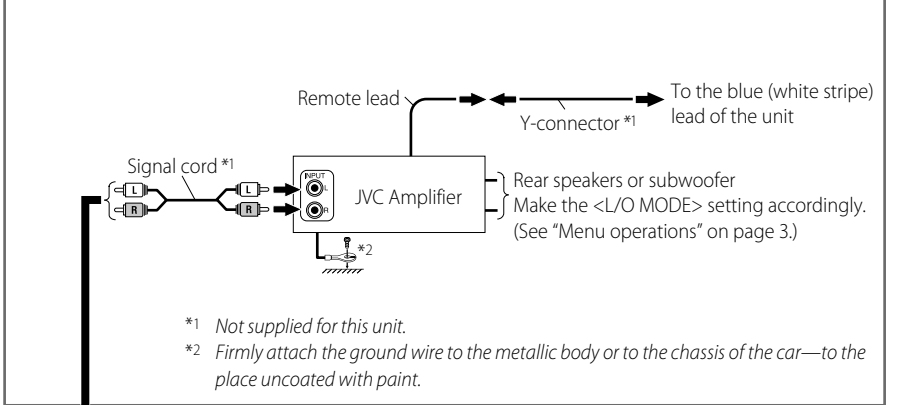 Remote lead
Y-connector *1
To the blue (white stripe)
lead of the unit
Signal cord *1
L
R
L
R
INPUT
L
R
JVC Amplifier
Rear speakers or subwoofer
Make the <L/O MODE> setting accordingly.
(See “Menu operations” on page 3.)
*2
*1 Not supplied for this unit.
*2 Firmly attach the ground wire to the metallic body or to the chassis of the car—to the
place uncoated with paint.